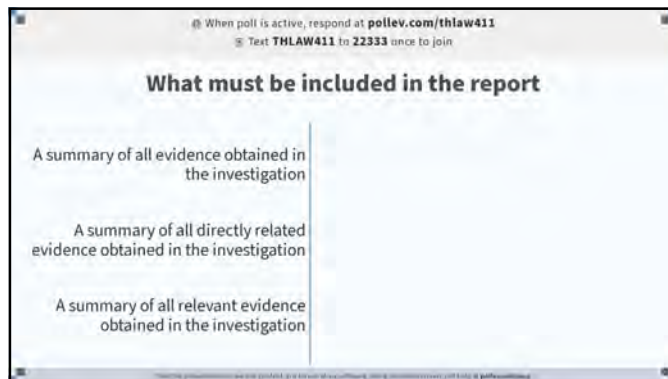 When poll is active, respond at pollev.com/thlaw411
Text THLAW411 to 22333 once to join
What must be included in the report
A summary of all evidence obtained in
the investigation
A summary of all directly related
evidence obtained in the investigation
A summary of all relevant evidence
obtained in the investigation